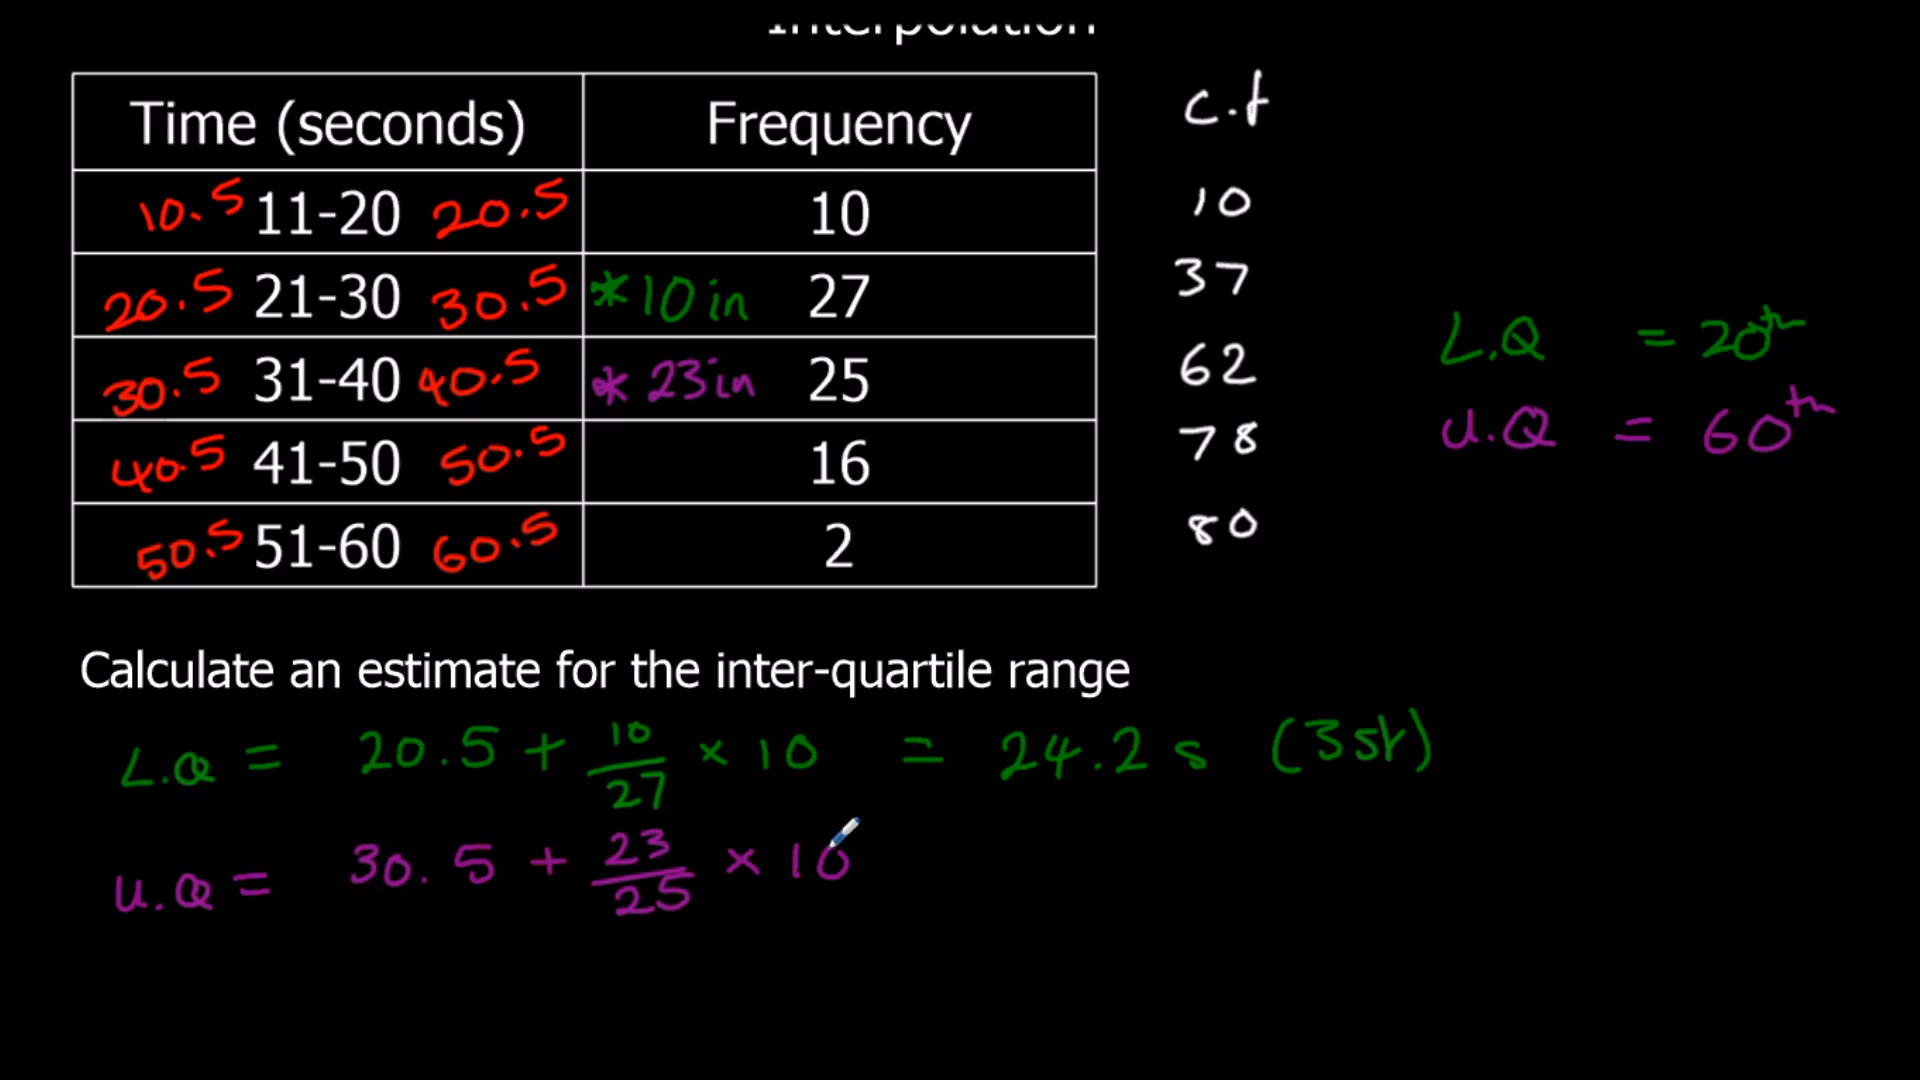 Interpolation
Time (seconds) Frequency c.f
10.5 11-20 20.5 10 10
20.5 21-30 30.5 *10 in 27 37
30.5 31-40 40.5 * 23 in 25 62
40.5 41-50 50.5 16 78
50.5 51-60 60.5 2 80
L.Q = 20th
U.Q = 60th
Calculate an estimate for the inter-quartile range
L.Q = 20.5 + 10/27 × 10 = 24.2 s (3sf)
U.Q = 30.5 + 23/25 × 10